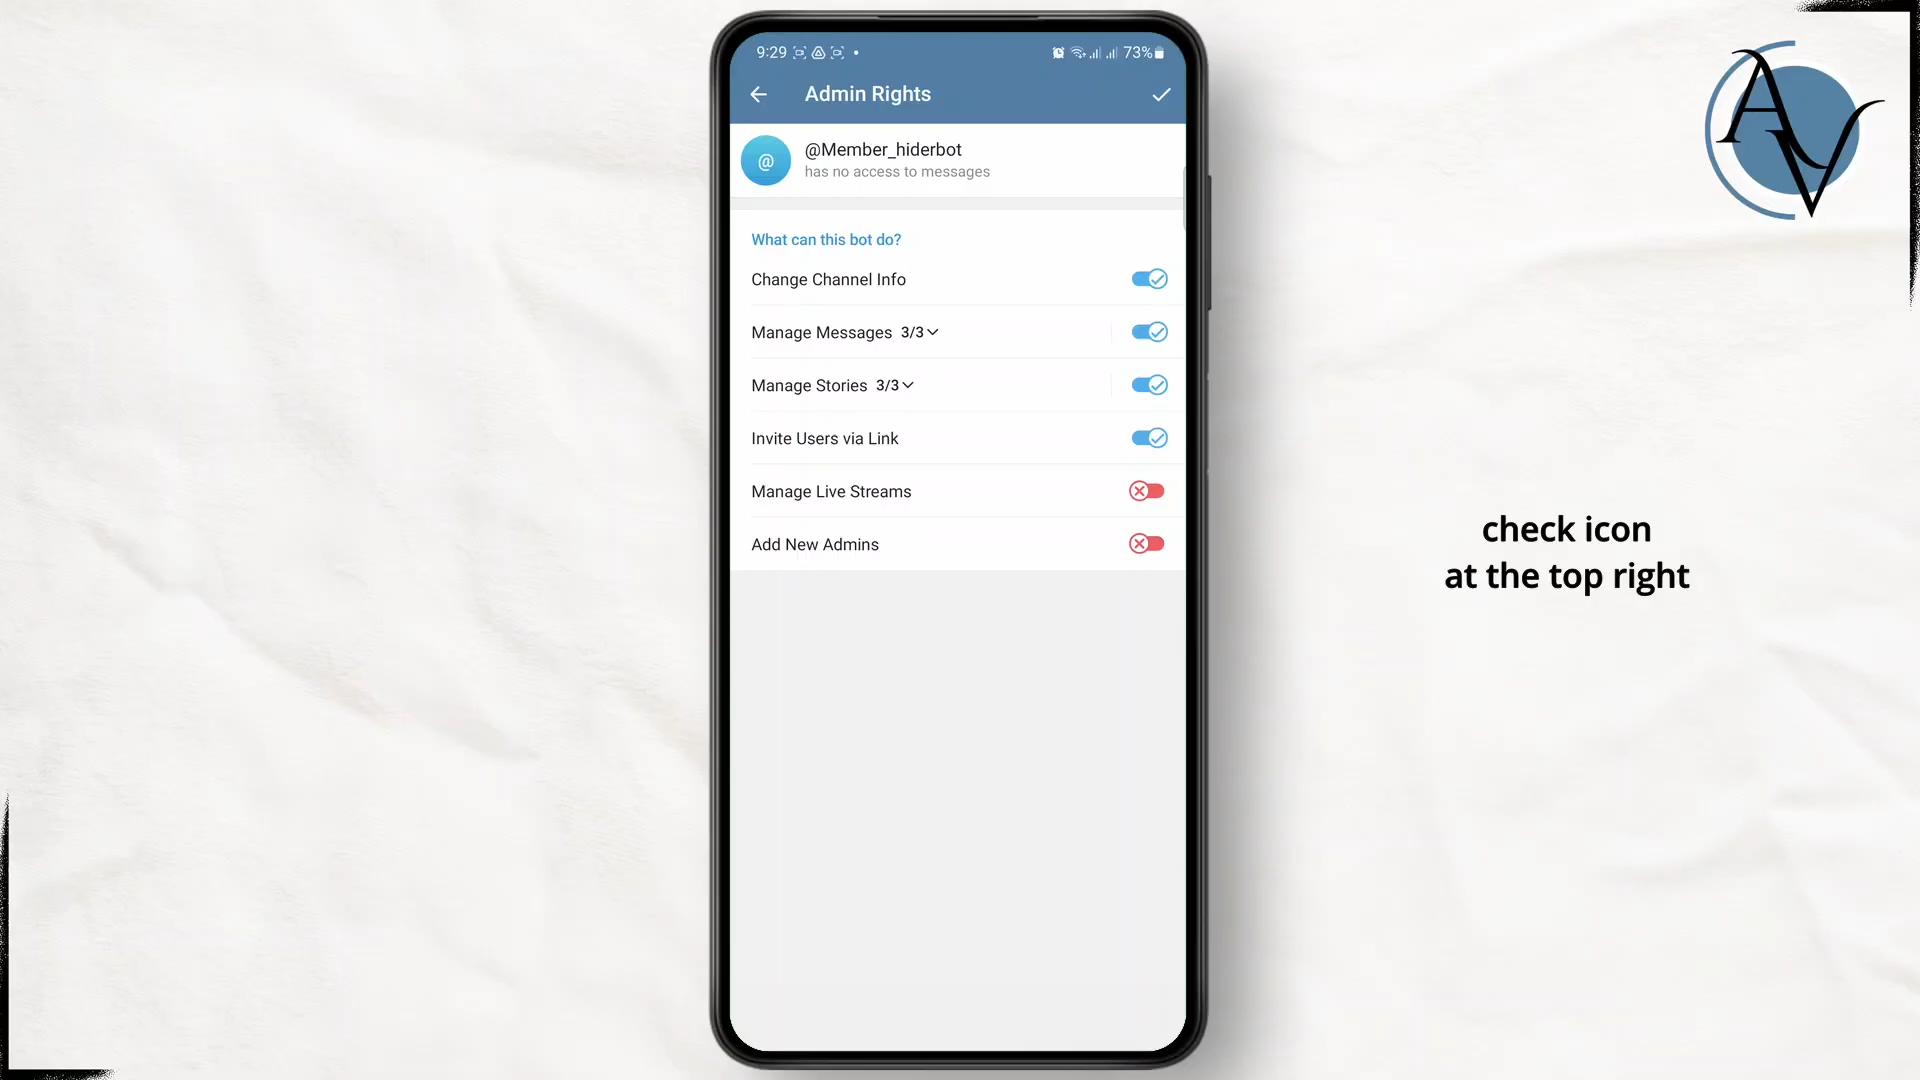 9:29
73%
Admin Rights
@
@Member_hiderbot
has no access to messages
What can this bot do?
Change Channel Info
Manage Messages 3/3
Manage Stories 3/3
Invite Users via Link
Manage Live Streams
Add New Admins
check icon
at the top right
AV